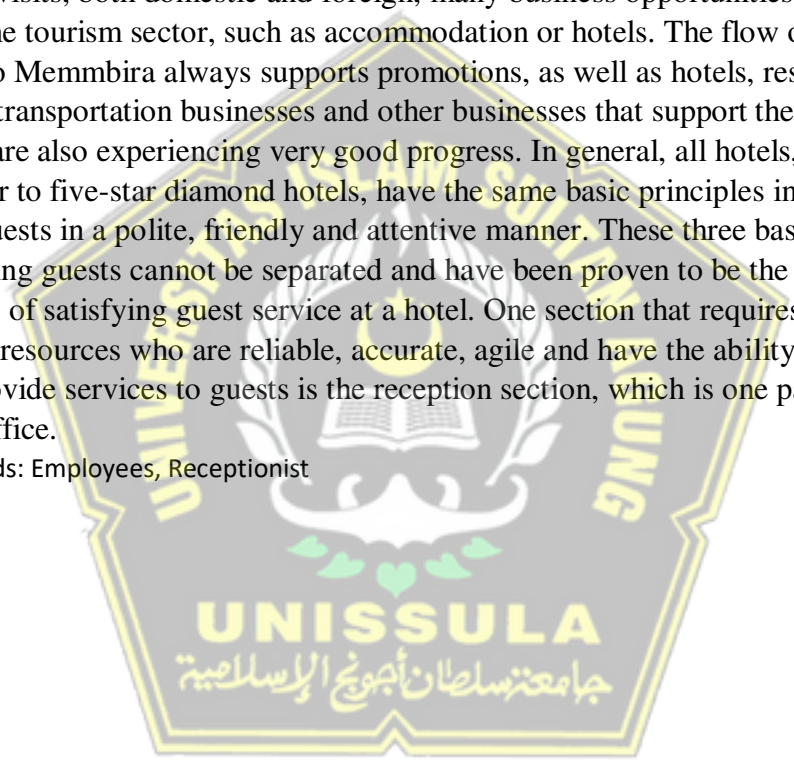 visits, both domestic and foreign, many business opportunities
ne tourism sector, such as accommodation or hotels. The flow o
o Memmbira always supports promotions, as well as hotels, res
transportation businesses and other businesses that support the
are also experiencing very good progress. In general, all hotels,
r to five-star diamond hotels, have the same basic principles in
uests in a polite, friendly and attentive manner. These three bas
ing guests cannot be separated and have been proven to be the
of satisfying guest service at a hotel. One section that requires
resources who are reliable, accurate, agile and have the ability
ovide services to guests is the reception section, which is one pa
ffice.
ds: Employees, Receptionist
UNIVERSITAS ISLAM SULTAN AGUNG
UNISSULA
جامعة سلطان أجونج الإسلامية